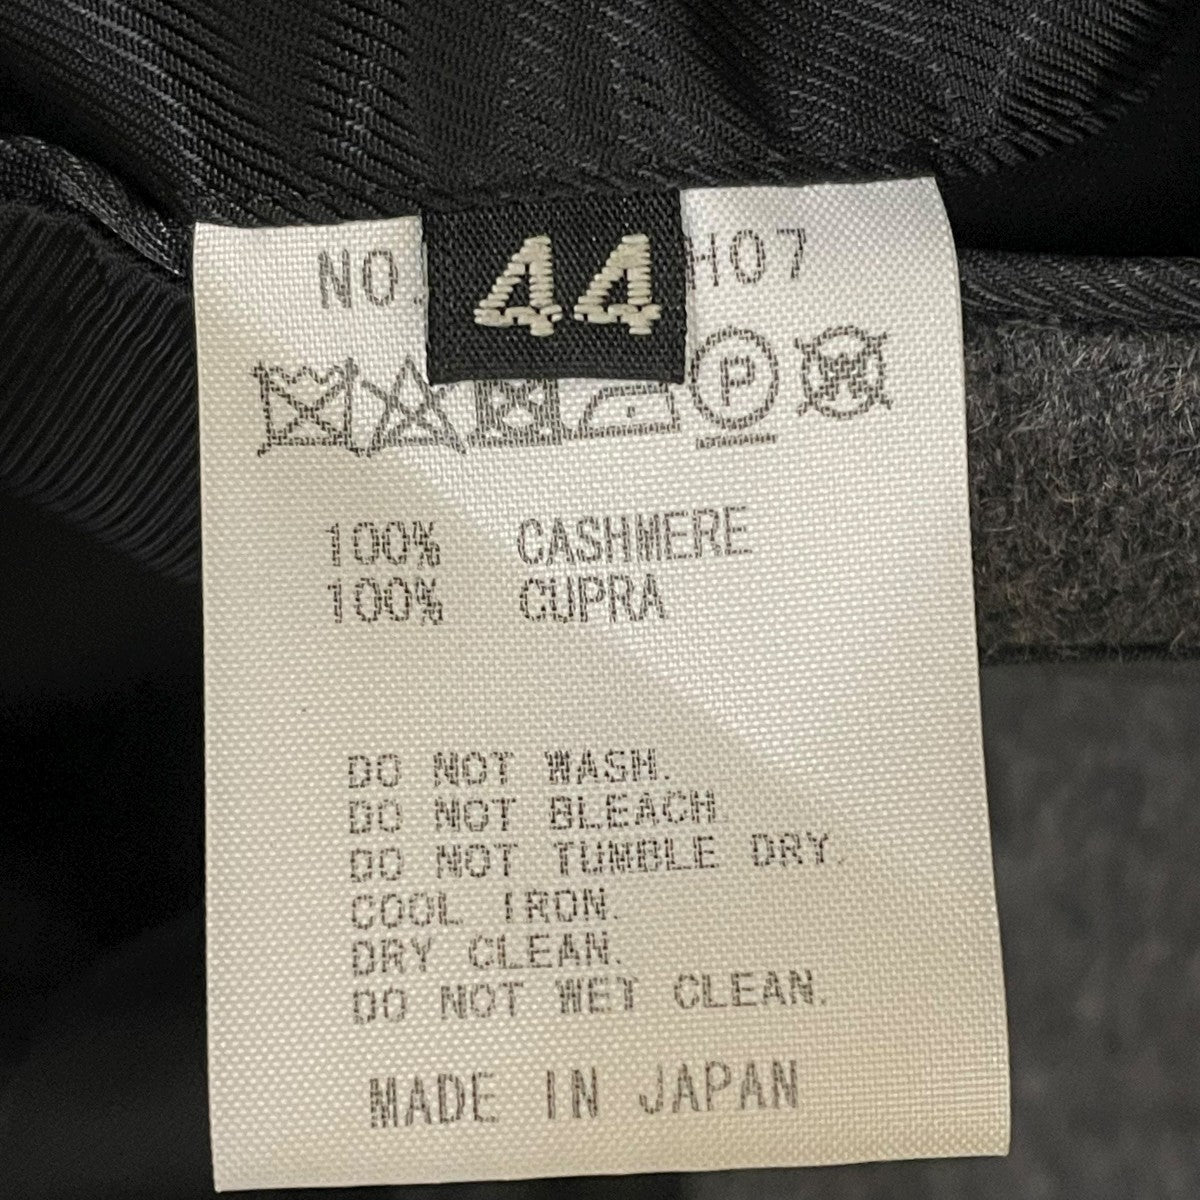 NO. H07
44
P W
100% CASHMERE
100% CUPRA
DO NOT WASH.
DO NOT BLEACH.
DO NOT TUMBLE DRY.
COOL IRON.
DRY CLEAN.
DO NOT WET CLEAN.
MADE IN JAPAN